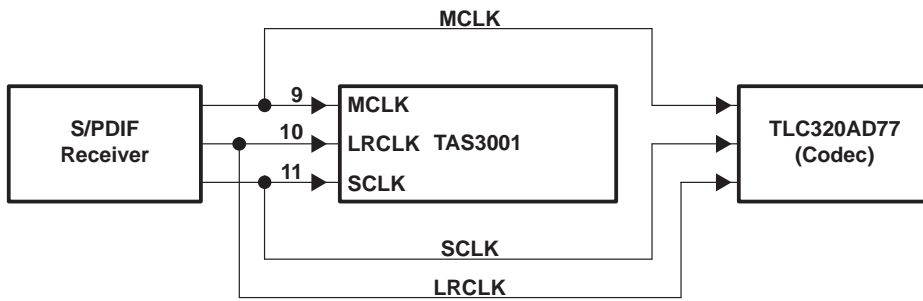 MCLK
S/PDIF
Receiver
9
MCLK
10
LRCLK TAS3001
11
SCLK
TLC320AD77
(Codec)
SCLK
LRCLK